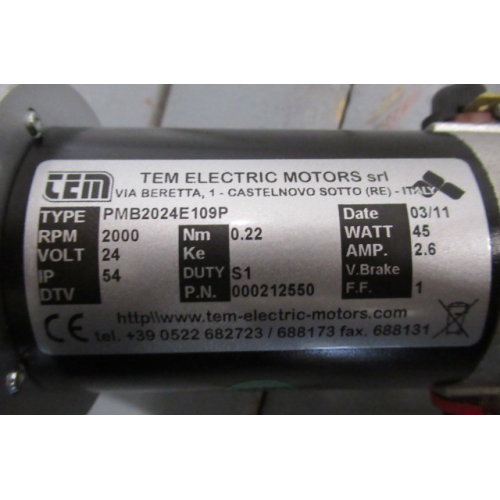 TEM
TEM ELECTRIC MOTORS srl
VIA BERETTA, 1 - CASTELNOVO SOTTO (RE) - ITALY
TYPE PMB2024E109P Date 03/11
RPM 2000 Nm 0.22 WATT 45
VOLT 24 Ke AMP. 2.6
IP 54 DUTY S1 V.Brake
DTV P.N. 000212550 F.F. 1
CE http\\www.tem-electric-motors.com
tel. +39 0522 682723 / 688173 fax. 688131